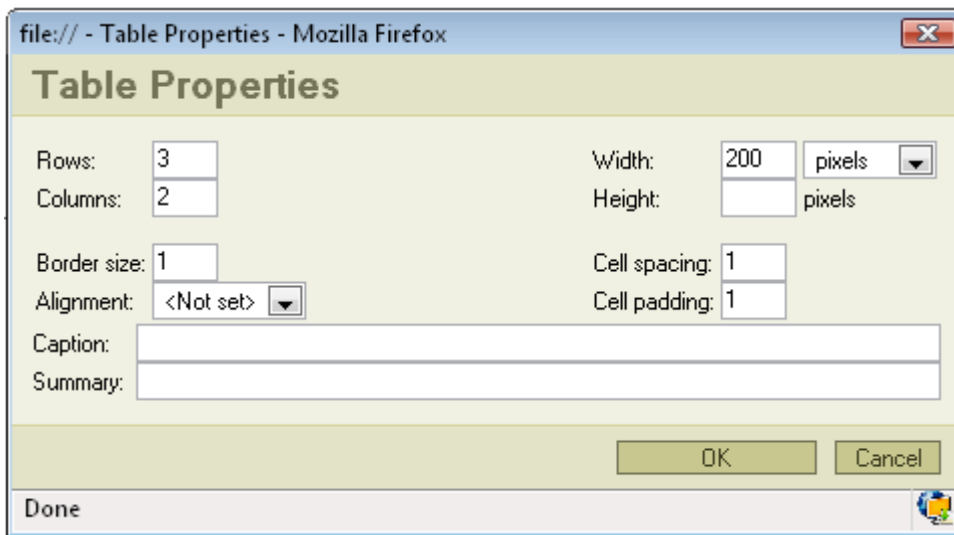 file:// - Table Properties - Mozilla Firefox
Table Properties
Rows: 3 Width: 200 pixels
Columns: 2 Height: pixels
Border size: 1 Cell spacing: 1
Alignment: <Not set> Cell padding: 1
Caption:
Summary:
OK Cancel
Done